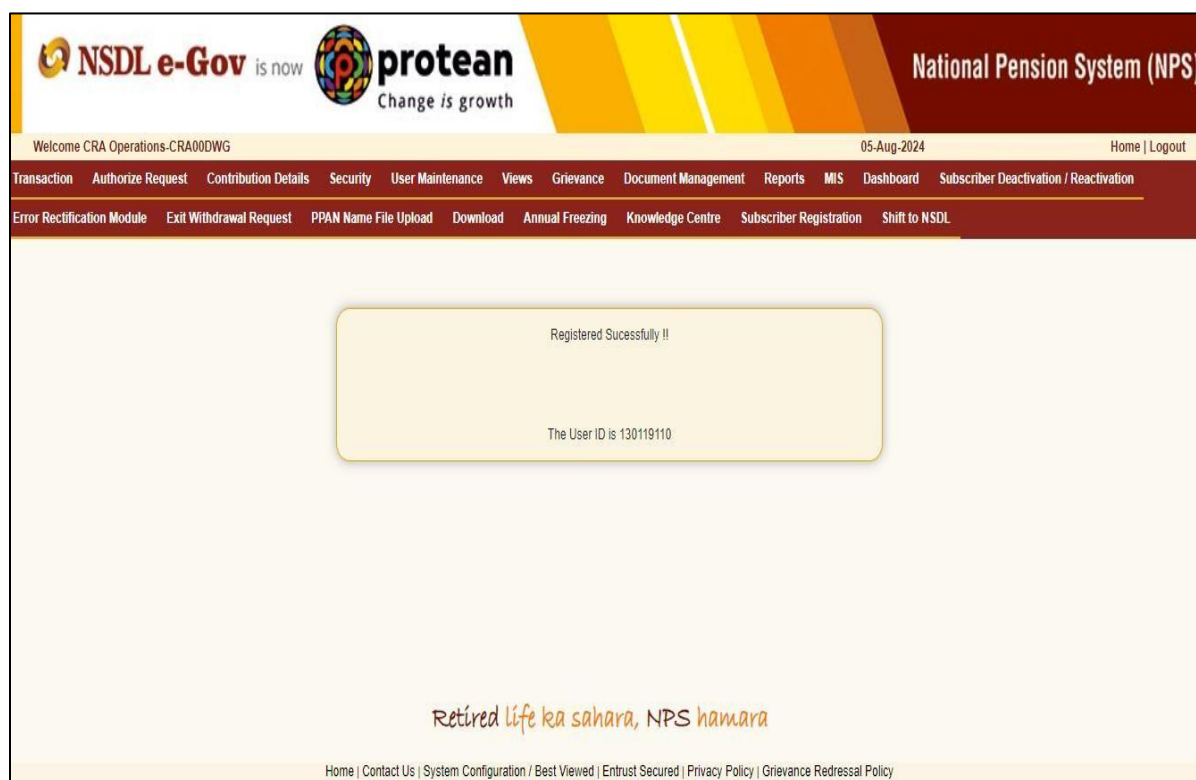 NSDL e-Gov is now protean
Change is growth
National Pension System (NPS)
Welcome CRA Operations-CRA00DWG 05-Aug-2024 Home | Logout
Transaction Authorize Request Contribution Details Security User Maintenance Views Grievance Document Management Reports MIS Dashboard Subscriber Deactivation / Reactivation
Error Rectification Module Exit Withdrawal Request PPAN Name File Upload Download Annual Freezing Knowledge Centre Subscriber Registration Shift to NSDL
Registered Sucessfully !!
The User ID is 130119110
Retired life ka sahara, NPS hamara
Home | Contact Us | System Configuration / Best Viewed | Entrust Secured | Privacy Policy | Grievance Redressal Policy